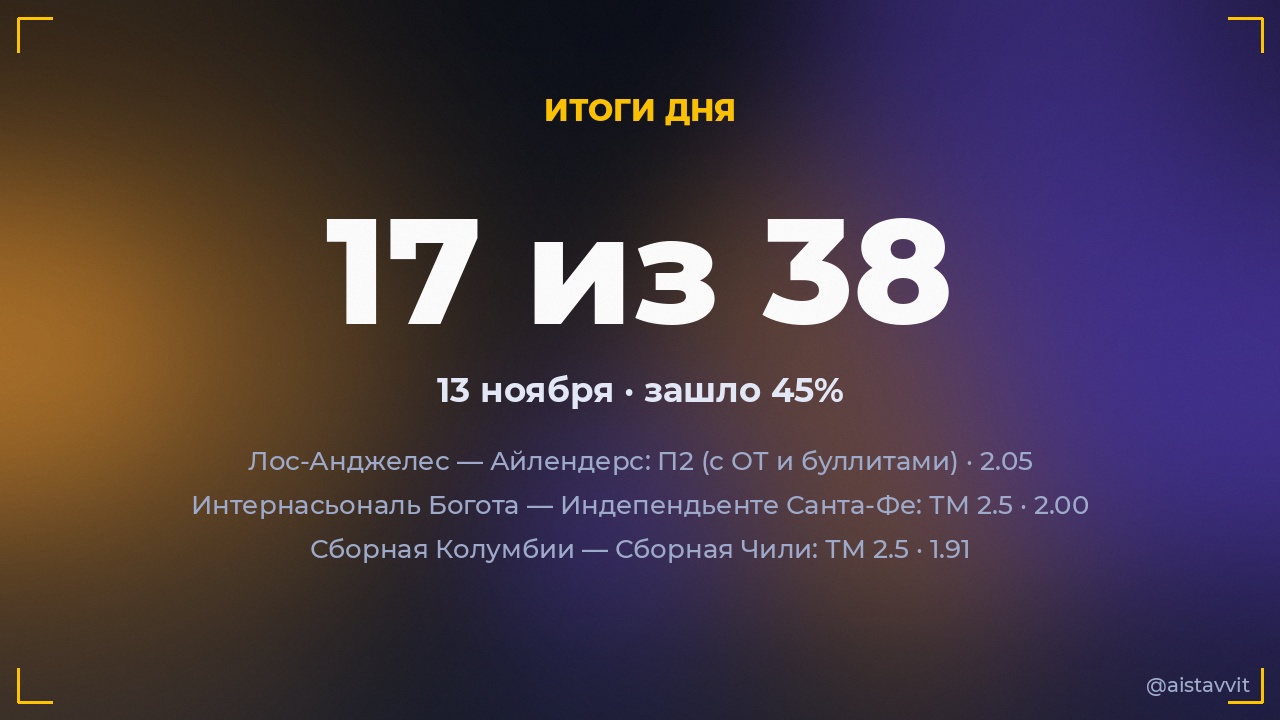 ИТОГИ ДНЯ
17 из 38
13 ноября · зашло 45%
Лос-Анджелес — Айлендерс: П2 (с ОТ и буллитами) · 2.05
Интернасьональ Богота — Индепендьенте Санта-Фе: ТМ 2.5 · 2.00
Сборная Колумбии — Сборная Чили: ТМ 2.5 · 1.91
@aistavvit